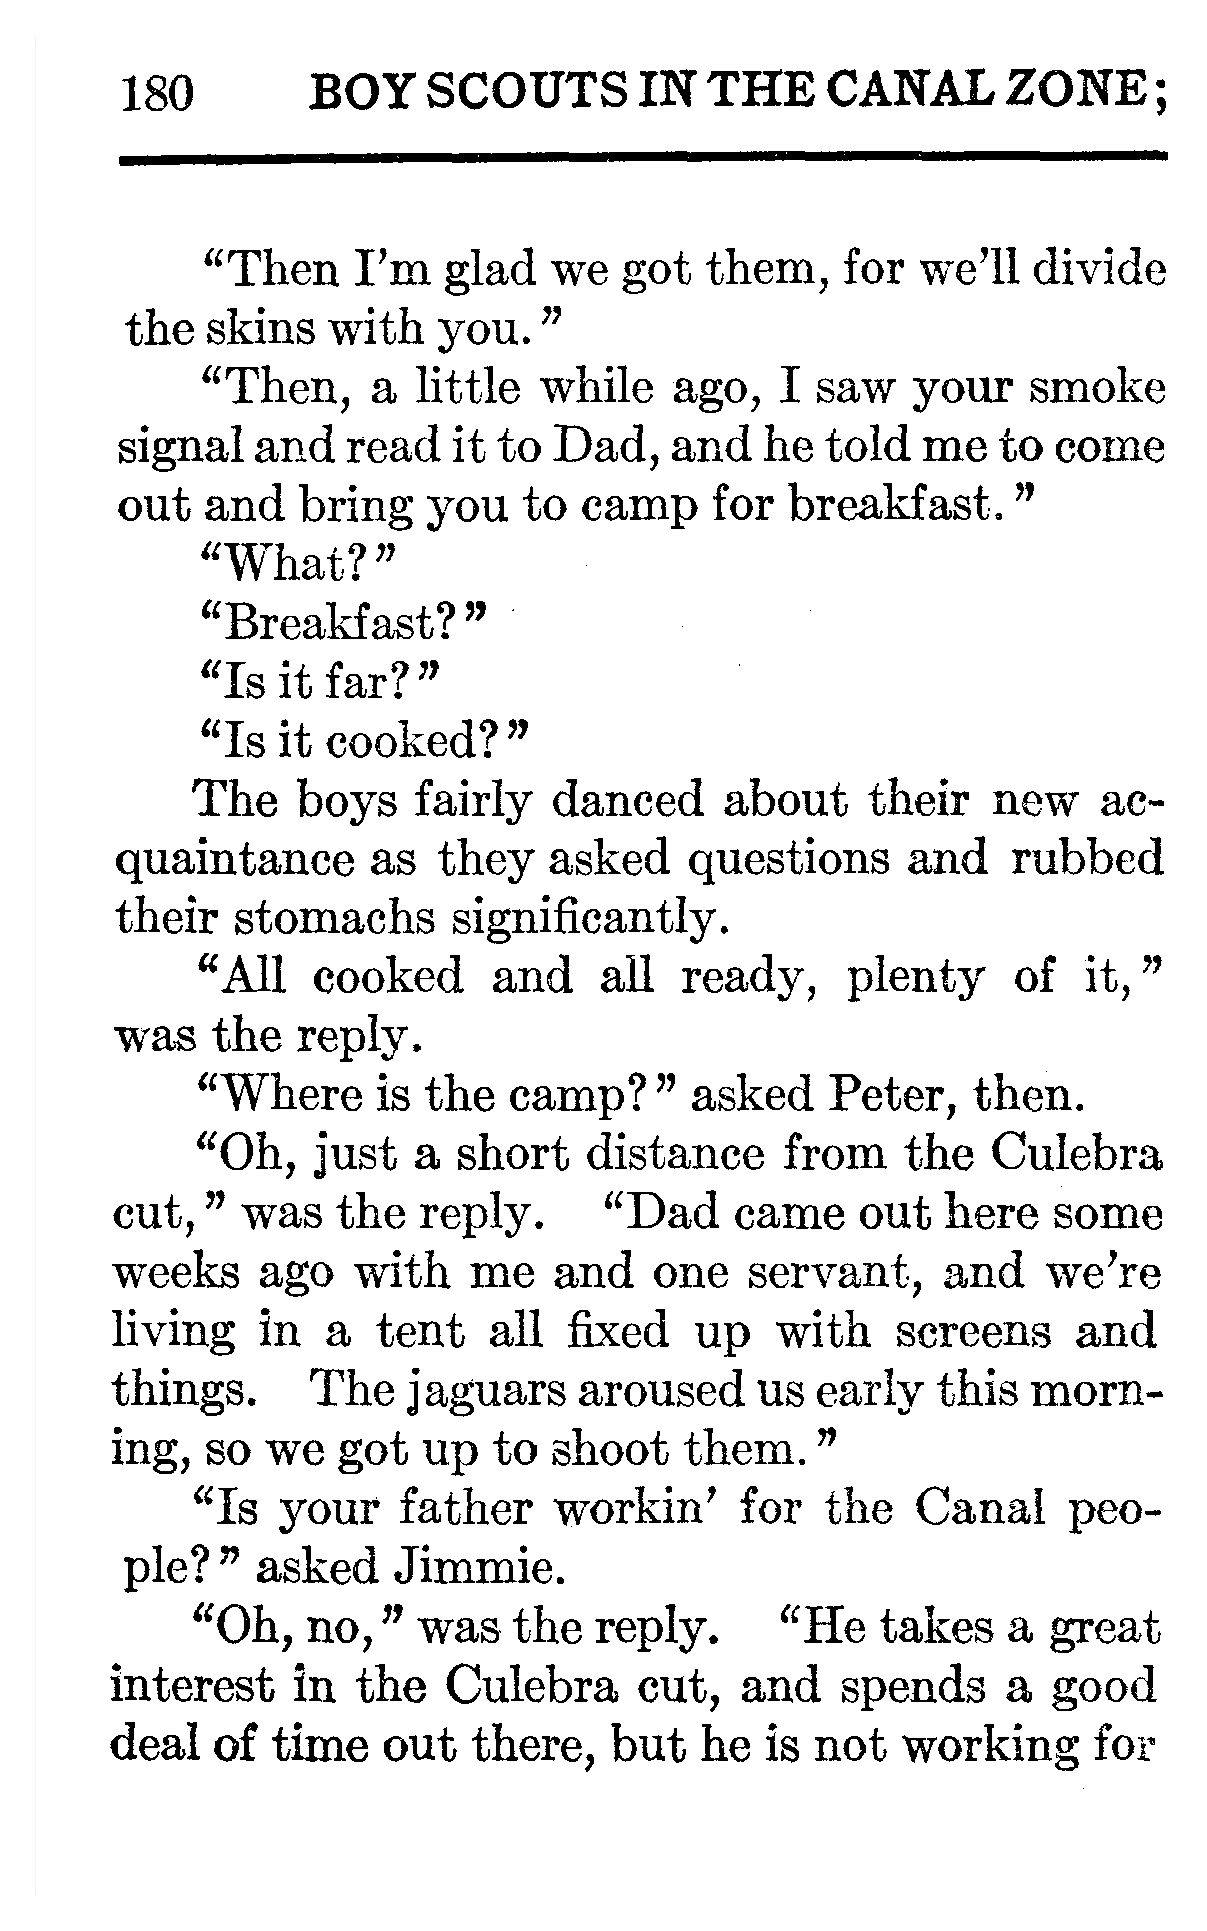 180 BOY SCOUTS IN THE CANAL ZONE;
"Then I'm glad we got them, for we'll divide
the skins with you."
"Then, a little while ago, I saw your smoke
signal and read it to Dad, and he told me to come
out and bring you to camp for breakfast."
"What?"
"Breakfast?"
"Is it far?"
"Is it cooked?"
The boys fairly danced about their new ac-
quaintance as they asked questions and rubbed
their stomachs significantly.
"All cooked and all ready, plenty of it,"
was the reply.
"Where is the camp?" asked Peter, then.
"Oh, just a short distance from the Culebra
cut," was the reply. "Dad came out here some
weeks ago with me and one servant, and we're
living in a tent all fixed up with screens and
things. The jaguars aroused us early this morn-
ing, so we got up to shoot them."
"Is your father workin' for the Canal peo-
ple?" asked Jimmie.
"Oh, no," was the reply. "He takes a great
interest in the Culebra cut, and spends a good
deal of time out there, but he is not working for